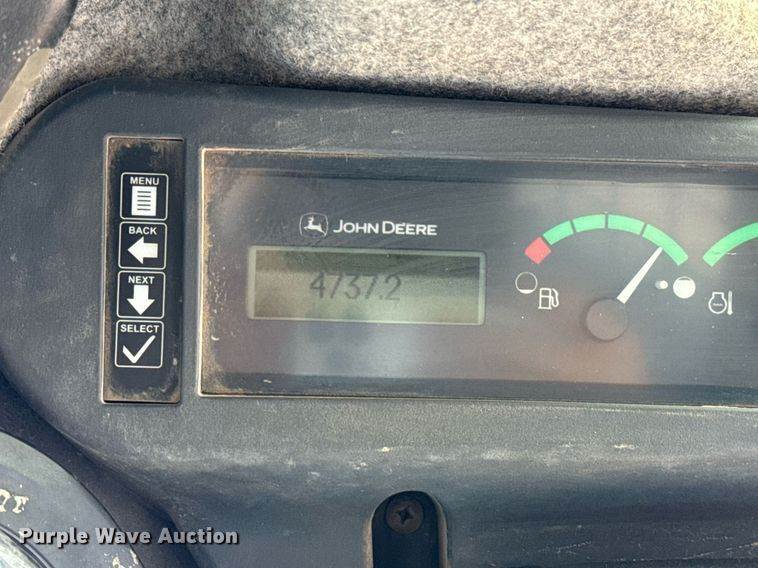 MENU
BACK
NEXT
SELECT
JOHN DEERE
4737.2
Purple Wave Auction